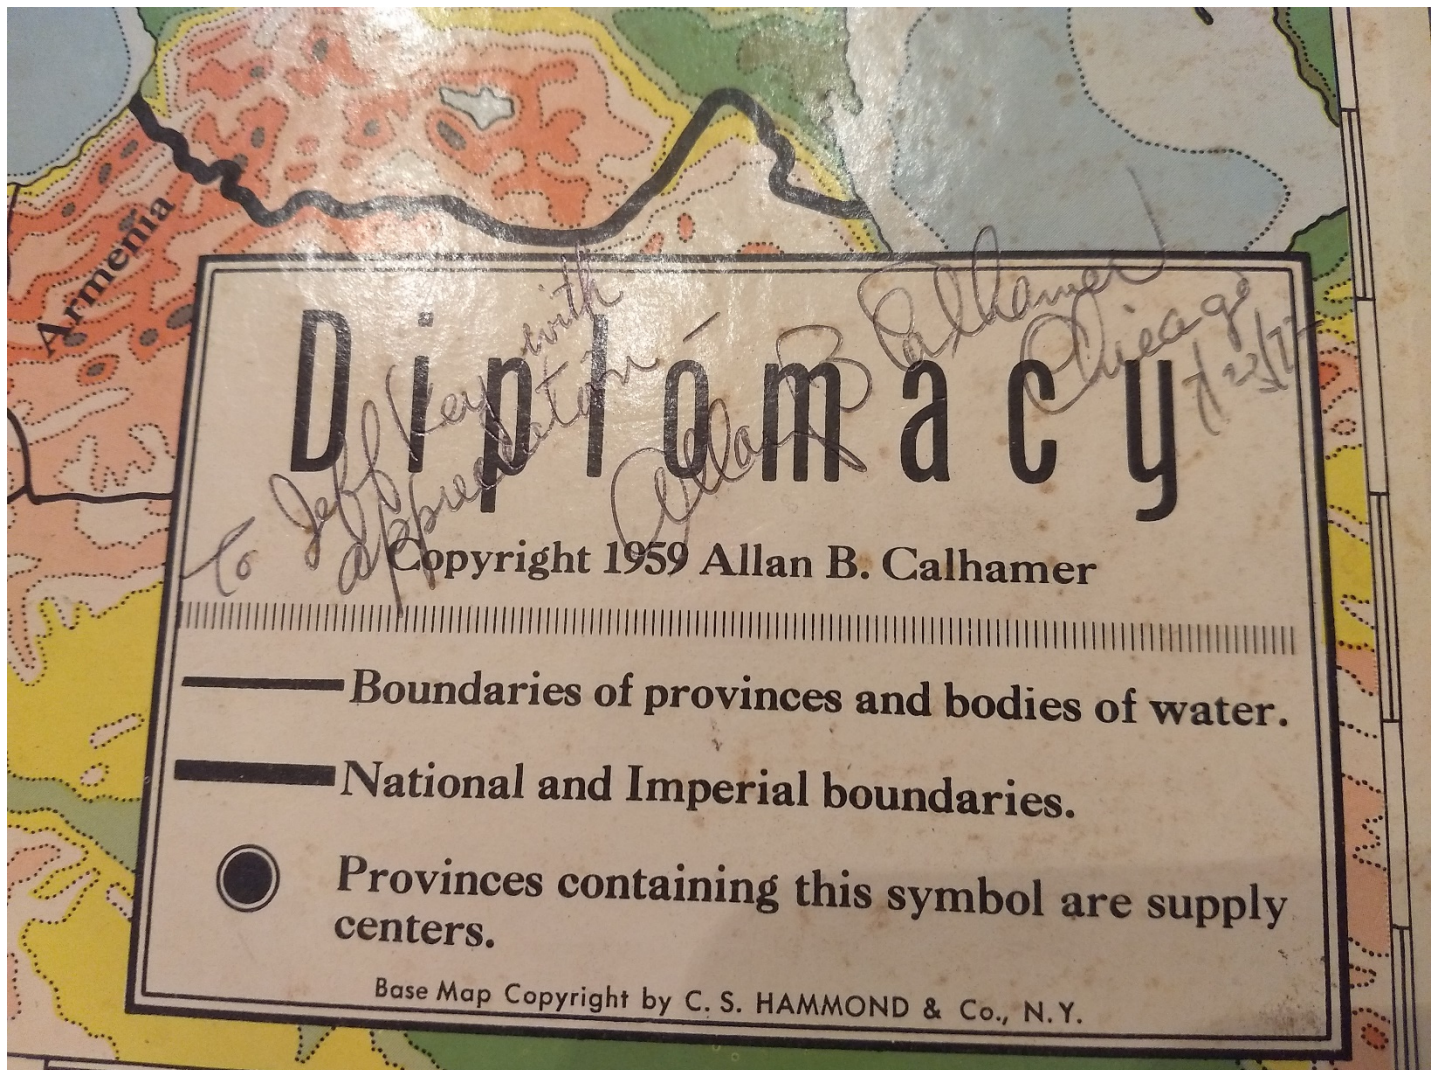 Armenia
Diplomacy
To Jeff Key with
appreciation –
Allan B Calhamer
Chicago
Copyright 1959 Allan B. Calhamer
Boundaries of provinces and bodies of water.
National and Imperial boundaries.
Provinces containing this symbol are supply
centers.
Base Map Copyright by C. S. HAMMOND & Co., N.Y.